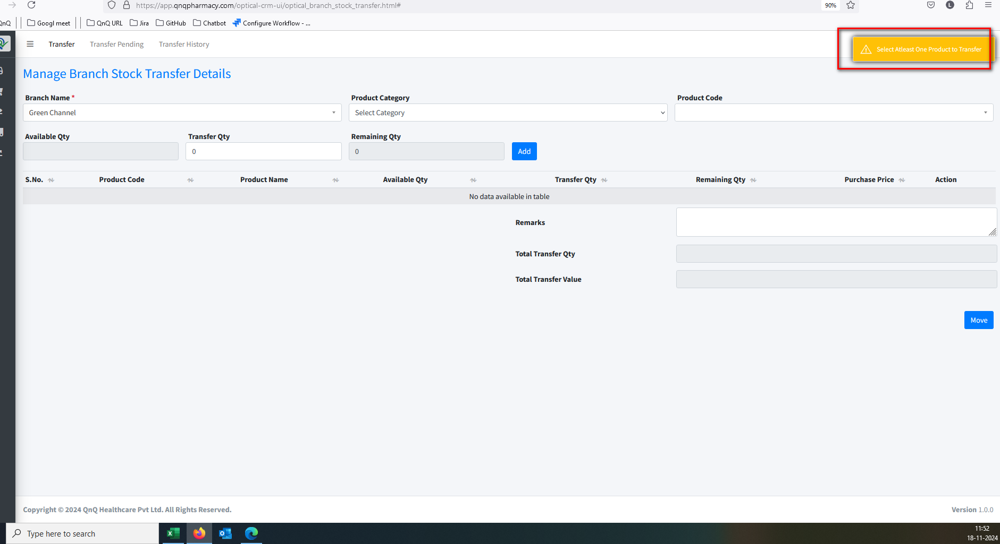 https://app.qnqpharmacy.com/optical-crm-ui/optical_branch_stock_transfer.html#
90%
L
QnQ
Googl meet
QnQ URL
Jira
GitHub
Chatbot
Configure Workflow - ...
Transfer
Transfer Pending
Transfer History
Select Atleast One Product to Transfer
Manage Branch Stock Transfer Details
Branch Name *
Product Category
Product Code
Green Channel
Select Category
Available Qty
Transfer Qty
Remaining Qty
0
0
Add
S.No.
Product Code
Product Name
Available Qty
Transfer Qty
Remaining Qty
Purchase Price
Action
No data available in table
Remarks
Total Transfer Qty
Total Transfer Value
Move
Copyright © 2024 QnQ Healthcare Pvt Ltd. All Rights Reserved.
Version 1.0.0
Type here to search
11:52
18-11-2024